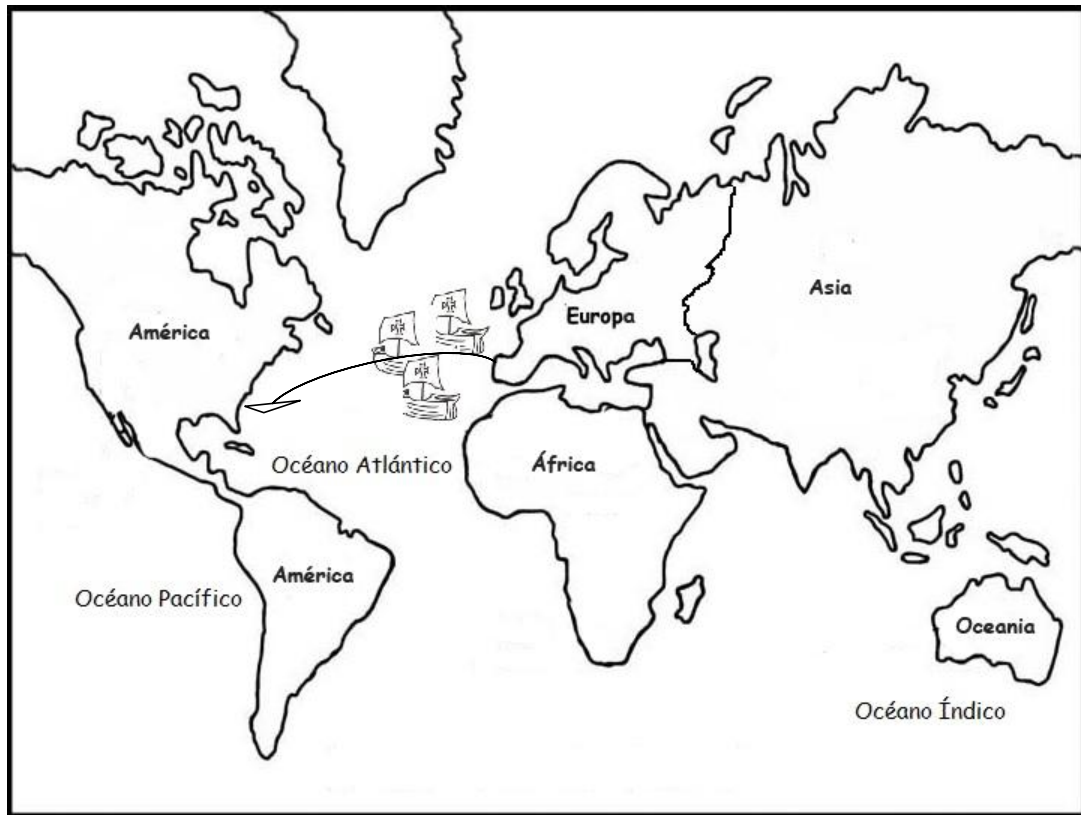 Asia
Europa
América
África
Océano Atlántico
América
Océano Pacífico
Oceania
Océano Índico